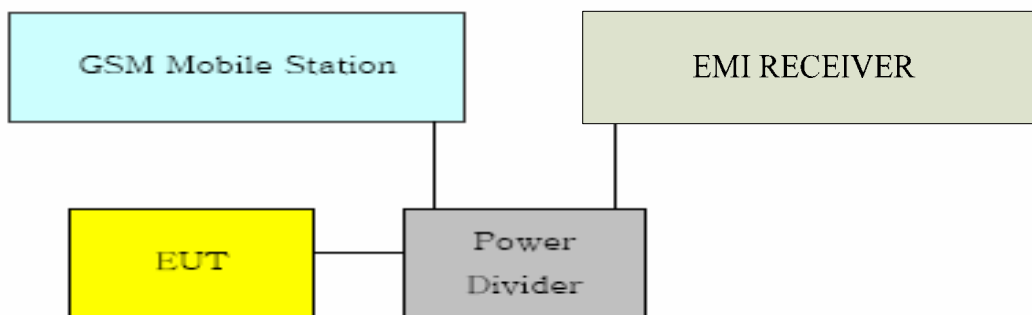 GSM Mobile Station
EMI RECEIVER
EUT
Power
Divider